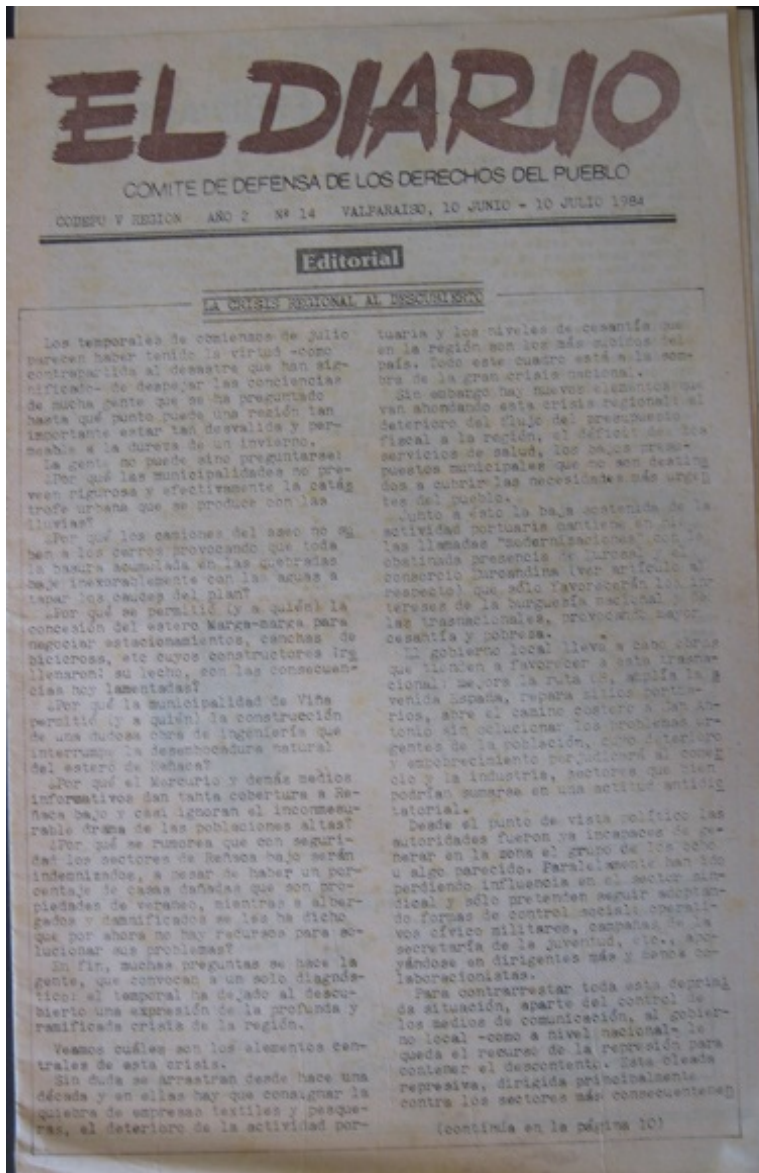 EL DIARIO
COMITE DE DEFENSA DE LOS DERECHOS DEL PUEBLO
CODEPU V REGION AÑO 2 Nº 14 VALPARAISO, 10 JUNIO - 10 JULIO 1984
Editorial
LA CRISIS REGIONAL AL DESCUBIERTO
Los temporales de comienzos de julio
parecen haber tenido la virtud -como
contrapartida al desastre que han sig-
nificado- de despejar las conciencias
de mucha gente que se ha preguntado
hasta qué punto puede una región tan
importante estar tan desvalida y per-
meable a la dureza de un invierno.
La gente no puede sino preguntarse:
¿Por qué las municipalidades no pre-
veen rigurosa y efectivamente la catás
trofe urbana que se produce con las
lluvias?
¿Por qué los camiones del aseo no su
ben a los cerros provocando que toda
la basura acumulada en las quebradas
baje inexorablemente con las aguas a
tapar los cauces del plan?
¿Por qué se permitió (y a quién) la
concesión del estero Marga-marga para
negociar estacionamientos, canchas de
bicicross, etc cuyos constructores ¡re
llenaron! su lecho, con las consecuen-
cias hoy lamentadas?
¿Por qué la municipalidad de Viña
permitió (y a quién) la construcción
de una dudosa obra de ingeniería que
interrumpe la desembocadura natural
del estero de Reñaca?
¿Por qué el Mercurio y demás medios
informativos dan tanta cobertura a Re-
ñaca bajo y casi ignoran el inconmesu-
rable drama de las poblaciones altas?
¿Por qué se rumorea que con seguri-
dad los sectores de Reñaca bajo serán
indemnizados, a pesar de haber un por-
centaje de casas dañadas que son pro-
piedades de veraneo, mientras a alber-
gados y damnificados se les ha dicho
que por ahora no hay recursos para so-
lucionar sus problemas?
En fin, muchas preguntas se hace la
gente, que convocan a un solo diagnós-
tico: el temporal ha dejado al descu-
bierto una expresión de la profunda y
ramificada crisis de la región.
Veamos cuáles son los elementos cen-
trales de esta crisis.
Sin duda se arrastran desde hace una
década y en ellas hay que consignar la
quiebra de empresas textiles y pesque-
ras, el deterioro de la actividad por-
tuaria y los niveles de cesantía que
en la región son los más subidos del
país. Todo este cuadro está a la som-
bra de la gran crisis nacional.
Sin embargo hay nuevos elementos que
van ahondando esta crisis regional: el
deterioro del flujo del presupuesto
fiscal a la región, el déficit de los
servicios de salud, los bajos presu-
puestos municipales que no son destina
dos a cubrir las necesidades más urgen
tes del pueblo.
Junto a ésto la baja sostenida de la
actividad portuaria mantiene en
las llamadas "modernizaciones" con la
obstinada presencia de y el
consorcio Eurcandina (ver artículo al
respecto) que sólo favorecerán los in-
tereses de la burguesía nacional y de
las trasnacionales, provocando mayor
cesantía y pobreza.
El gobierno local lleva a cabo obras
que tienden a favorecer a esta trasna-
cional: mejora la ruta 68, amplía la a
venida España, repara sitios portua-
rios, abre el camino costero a San An-
tonio sin solucionar los problemas ur-
gentes de la población, cuyo deterioro
y empobrecimiento perjudicará al comer
cio y la industria, sectores que bien
podrían sumarse en una actitud antidic
tatorial.
Desde el punto de vista político las
autoridades fueron ya incapaces de ge-
nerar en la zona el grupo de los ocho
u algo parecido. Paralelamente han ido
perdiendo influencia en el sector sin-
dical y sólo pretenden seguir adoptan-
do formas de control social: operati-
vos cívico militares, campañas de la
secretaría de la juventud, etc., apo-
yándose en dirigentes más y menos co-
laboracionistas.
Para contrarrestar toda esta deprimi
da situación, aparte del control de
los medios de comunicación, al gobier-
no local -como a nivel nacional- le
queda el recurso de la represión para
contener el descontento. Esta oleada
represiva, dirigida principalmente
contra los sectores más consecuentemen
(continúa en la página 10)